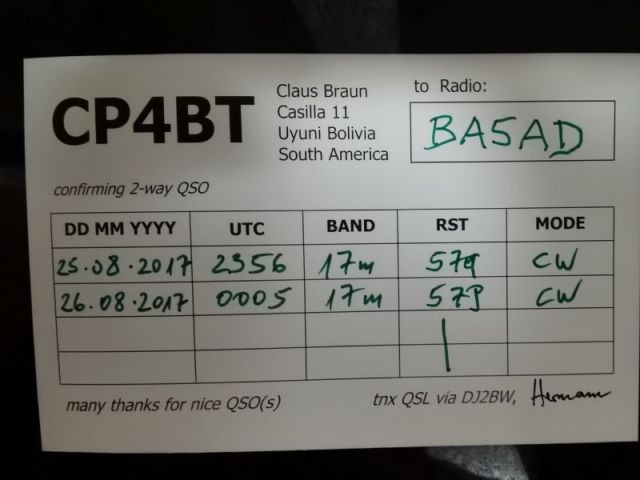 CP4BT
Claus Braun
Casilla 11
Uyuni Bolivia
South America
to Radio:
BA5AD
confirming 2-way QSO
DD MM YYYY UTC BAND RST MODE
25.08.2017 2356 17m 579 CW
26.08.2017 0005 17m 579 CW
many thanks for nice QSO(s)
tnx QSL via DJ2BW, Hermann